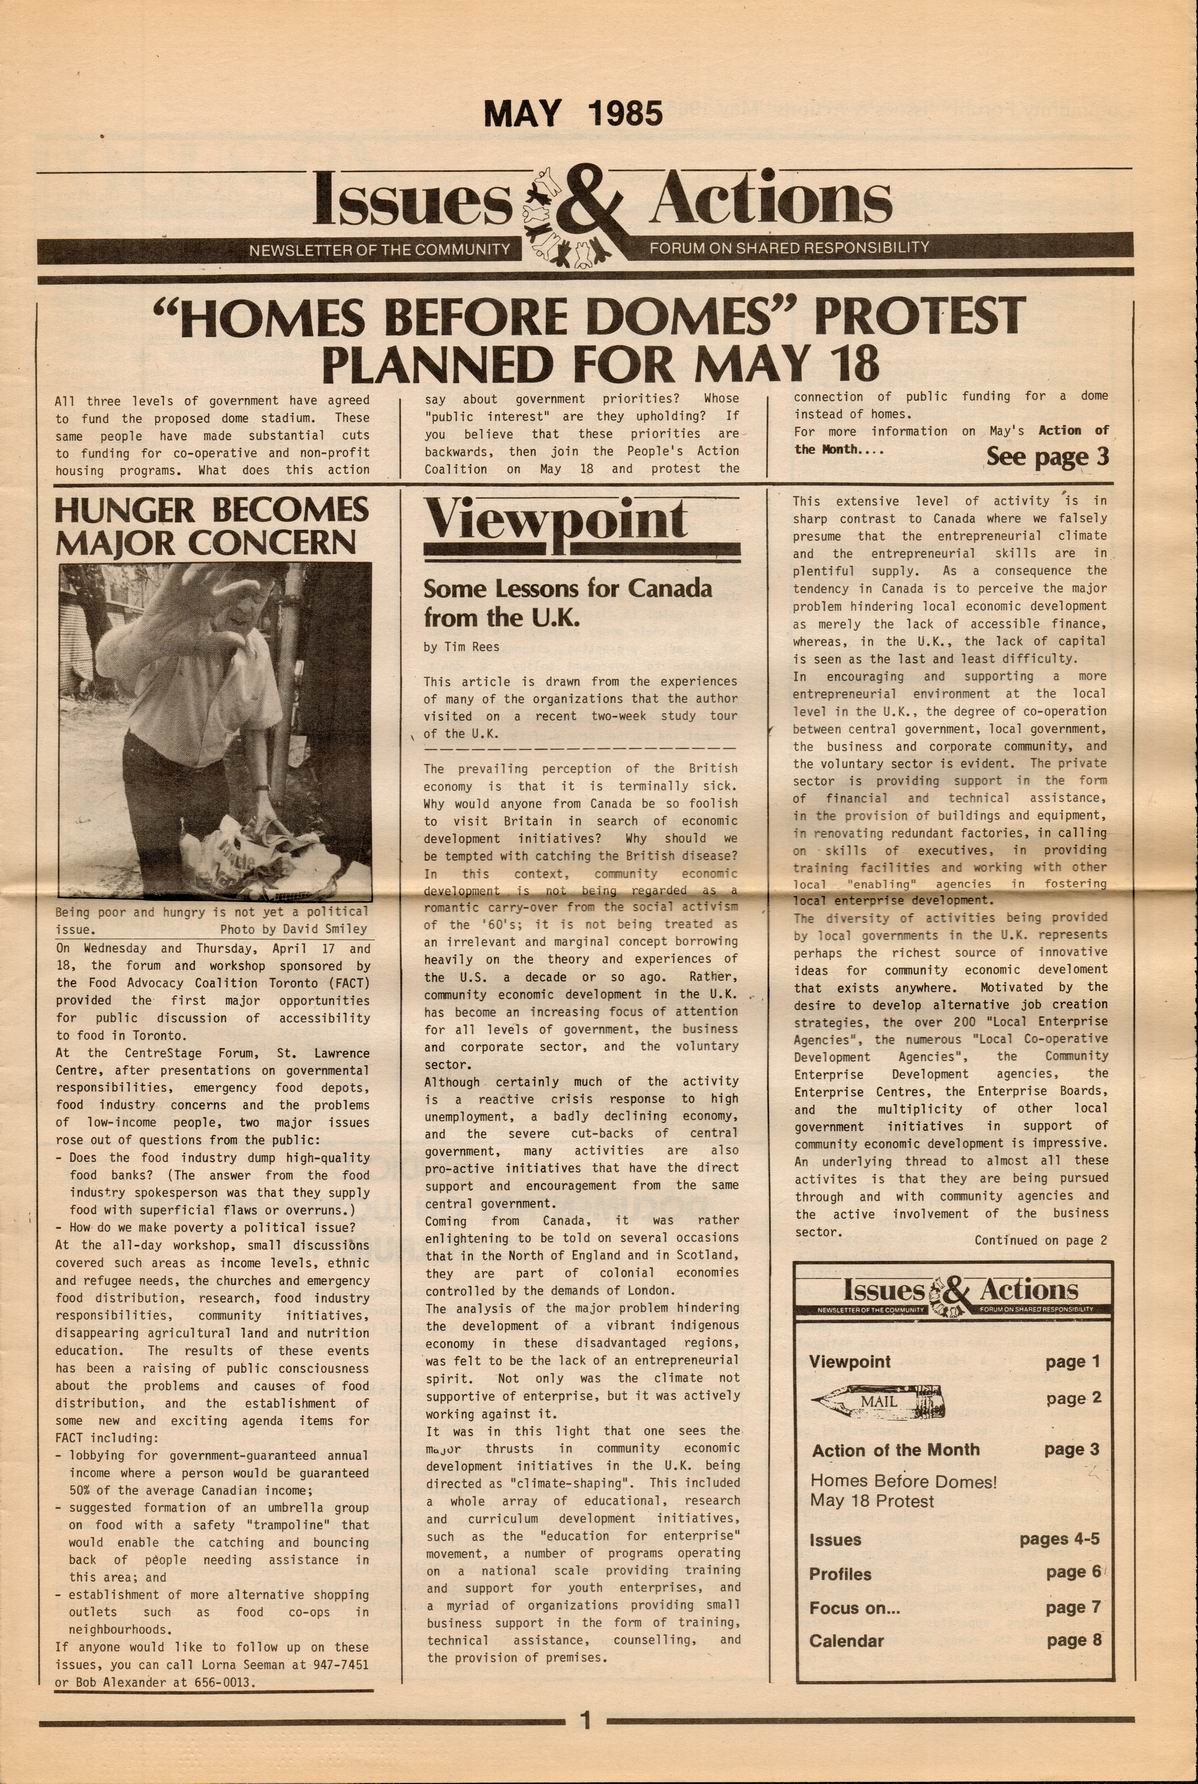 MAY 1985
Issues & Actions
NEWSLETTER OF THE COMMUNITY FORUM ON SHARED RESPONSIBILITY
"HOMES BEFORE DOMES" PROTEST
PLANNED FOR MAY 18
All three levels of government have agreed
to fund the proposed dome stadium. These
same people have made substantial cuts
to funding for co-operative and non-profit
housing programs. What does this action
say about government priorities? Whose
"public interest" are they upholding? If
you believe that these priorities are
backwards, then join the People's Action
Coalition on May 18 and protest the
connection of public funding for a dome
instead of homes.
For more information on May's Action of
the Month....
See page 3
HUNGER BECOMES
MAJOR CONCERN
Being poor and hungry is not yet a political
issue. Photo by David Smiley
On Wednesday and Thursday, April 17 and
18, the forum and workshop sponsored by
the Food Advocacy Coalition Toronto (FACT)
provided the first major opportunities
for public discussion of accessibility
to food in Toronto.
At the CentreStage Forum, St. Lawrence
Centre, after presentations on governmental
responsibilities, emergency food depots,
food industry concerns and the problems
of low-income people, two major issues
rose out of questions from the public:
- Does the food industry dump high-quality
food banks? (The answer from the food
industry spokesperson was that they supply
food with superficial flaws or overruns.)
- How do we make poverty a political issue?
At the all-day workshop, small discussions
covered such areas as income levels, ethnic
and refugee needs, the churches and emergency
food distribution, research, food industry
responsibilities, community initiatives,
disappearing agricultural land and nutrition
education. The results of these events
has been a raising of public consciousness
about the problems and causes of food
distribution, and the establishment of
some new and exciting agenda items for
FACT including:
- lobbying for government-guaranteed annual
income where a person would be guaranteed
50% of the average Canadian income;
- suggested formation of an umbrella group
on food with a safety "trampoline" that
would enable the catching and bouncing
back of people needing assistance in
this area; and
- establishment of more alternative shopping
outlets such as food co-ops in
neighbourhoods.
If anyone would like to follow up on these
issues, you can call Lorna Seeman at 947-7451
or Bob Alexander at 656-0013.
Viewpoint
Some Lessons for Canada
from the U.K.
by Tim Rees
This article is drawn from the experiences
of many of the organizations that the author
visited on a recent two-week study tour
of the U.K.
The prevailing perception of the British
economy is that it is terminally sick.
Why would anyone from Canada be so foolish
to visit Britain in search of economic
development initiatives? Why should we
be tempted with catching the British disease?
In this context, community economic
development is not being regarded as a
romantic carry-over from the social activism
of the '60's; it is not being treated as
an irrelevant and marginal concept borrowing
heavily on the theory and experiences of
the U.S. a decade or so ago. Rather,
community economic development in the U.K.
has become an increasing focus of attention
for all levels of government, the business
and corporate sector, and the voluntary
sector.
Although certainly much of the activity
is a reactive crisis response to high
unemployment, a badly declining economy,
and the severe cut-backs of central
government, many activities are also
pro-active initiatives that have the direct
support and encouragement from the same
central government.
Coming from Canada, it was rather
enlightening to be told on several occasions
that in the North of England and in Scotland,
they are part of colonial economies
controlled by the demands of London.
The analysis of the major problem hindering
the development of a vibrant indigenous
economy in these disadvantaged regions,
was felt to be the lack of an entrepreneurial
spirit. Not only was the climate not
supportive of enterprise, but it was actively
working against it.
It was in this light that one sees the
major thrusts in community economic
development initiatives in the U.K. being
directed as "climate-shaping". This included
a whole array of educational, research
and curriculum development initiatives,
such as the "education for enterprise"
movement, a number of programs operating
on a national scale providing training
and support for youth enterprises, and
a myriad of organizations providing small
business support in the form of training,
technical assistance, counselling, and
the provision of premises.
This extensive level of activity is in
sharp contrast to Canada where we falsely
presume that the entrepreneurial climate
and the entrepreneurial skills are in
plentiful supply. As a consequence the
tendency in Canada is to perceive the major
problem hindering local economic development
as merely the lack of accessible finance,
whereas, in the U.K., the lack of capital
is seen as the last and least difficulty.
In encouraging and supporting a more
entrepreneurial environment at the local
level in the U.K., the degree of co-operation
between central government, local government,
the business and corporate community, and
the voluntary sector is evident. The private
sector is providing support in the form
of financial and technical assistance,
in the provision of buildings and equipment,
in renovating redundant factories, in calling
on skills of executives, in providing
training facilities and working with other
local "enabling" agencies in fostering
local enterprise development.
The diversity of activities being provided
by local governments in the U.K. represents
perhaps the richest source of innovative
ideas for community economic develoment
that exists anywhere. Motivated by the
desire to develop alternative job creation
strategies, the over 200 "Local Enterprise
Agencies", the numerous "Local Co-operative
Development Agencies", the Community
Enterprise Development agencies, the
Enterprise Centres, the Enterprise Boards,
and the multiplicity of other local
government initiatives in support of
community economic development is impressive.
An underlying thread to almost all these
activites is that they are being pursued
through and with community agencies and
the active involvement of the business
sector.
Continued on page 2
Issues & Actions
NEWSLETTER OF THE COMMUNITY FORUM ON SHARED RESPONSIBILITY
Viewpoint page 1
MAIL page 2
Action of the Month page 3
Homes Before Domes!
May 18 Protest
Issues pages 4-5
Profiles page 6
Focus on... page 7
Calendar page 8
1